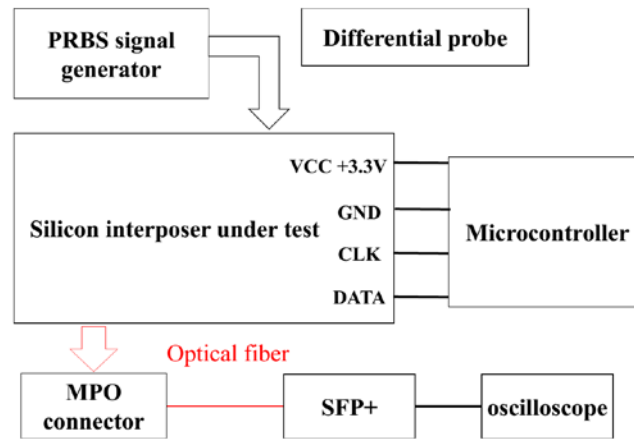 PRBS signal
generator
Differential probe
VCC +3.3V
GND
Silicon interposer under test
CLK
DATA
Microcontroller
Optical fiber
MPO
connector
SFP+
oscilloscope